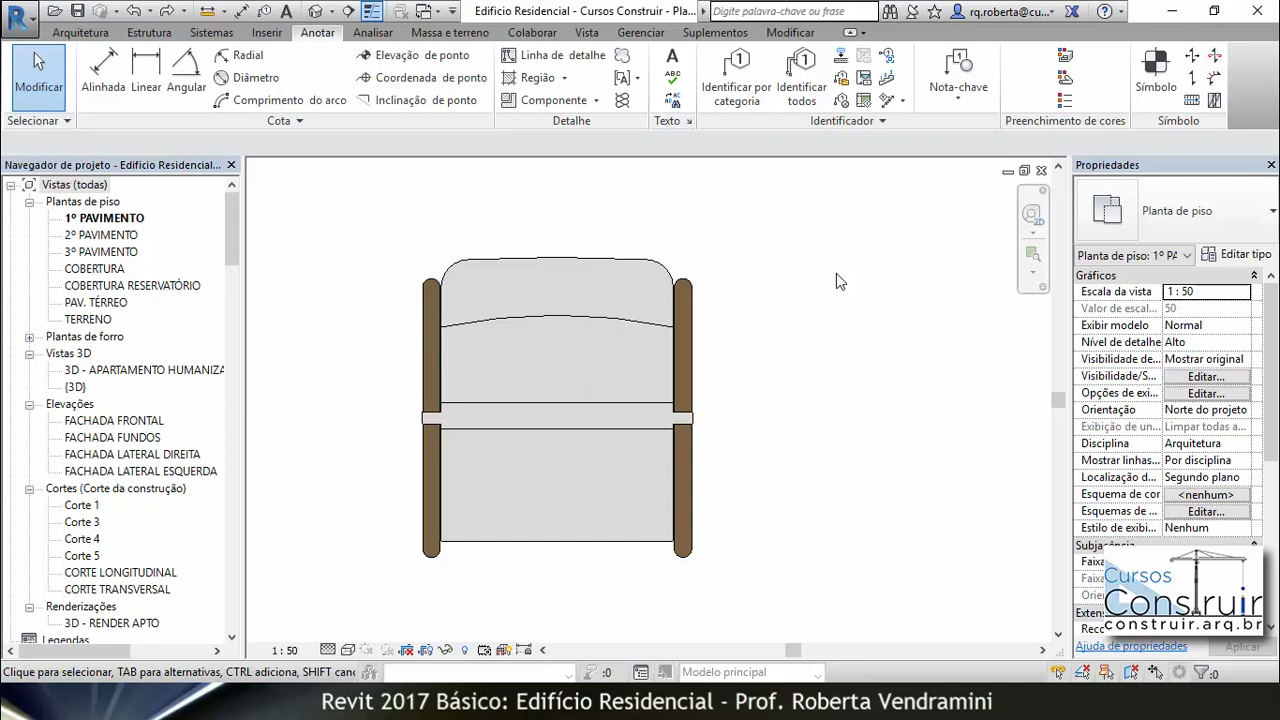 Edificio Residencial - Cursos Construir - Pla...
Digite palavra-chave ou frase
rq.roberta@cu...
Arquitetura Estrutura Sistemas Inserir Anotar Analisar Massa e terreno Colaborar Vista Gerenciar Suplementos Modificar
Modificar
Selecionar
Alinhada Linear Angular
Radial
Diâmetro
Comprimento do arco
Elevação de ponto
Coordenada de ponto
Inclinação de ponto
Cota
Linha de detalhe
Região
Componente
Detalhe
Texto
Identificar por
categoria
Identificar
todos
Identificador
Nota-chave
Preenchimento de cores
Símbolo
Símbolo
Navegador de projeto - Edifício Residencial...
Vistas (todas)
Plantas de piso
1º PAVIMENTO
2º PAVIMENTO
3º PAVIMENTO
COBERTURA
COBERTURA RESERVATÓRIO
PAV. TÉRREO
TERRENO
Plantas de forro
Vistas 3D
3D - APARTAMENTO HUMANIZA
{3D}
Elevações
FACHADA FRONTAL
FACHADA FUNDOS
FACHADA LATERAL DIREITA
FACHADA LATERAL ESQUERDA
Cortes (Corte da construção)
Corte 1
Corte 3
Corte 4
Corte 5
CORTE LONGITUDINAL
CORTE TRANSVERSAL
Renderizações
3D - RENDER APTO
Legendas
2D
Propriedades
Planta de piso
Planta de piso: 1º PA Editar tipo
Gráficos
Escala da vista 1 : 50
Valor de escal... 50
Exibir modelo Normal
Nível de detalhe Alto
Visibilidade de... Mostrar original
Visibilidade/S... Editar...
Opções de exi... Editar...
Orientação Norte do projeto
Exibição de un... Limpar todas a...
Disciplina Arquitetura
Mostrar linhas... Por disciplina
Localização d... Segundo plano
Esquema de cor <nenhum>
Esquemas de ... Editar...
Estilo de exibi... Nenhum
Subjacência
Faixa
Faixa
Orie
Exten
Reco
Cursos
Construir
construir.arq.br
Ajuda de propriedades Aplicar
1 : 50
Clique para selecionar, TAB para alternativas, CTRL adiciona, SHIFT canc
:0
Modelo principal
:0
Revit 2017 Básico: Edifício Residencial - Prof. Roberta Vendramini